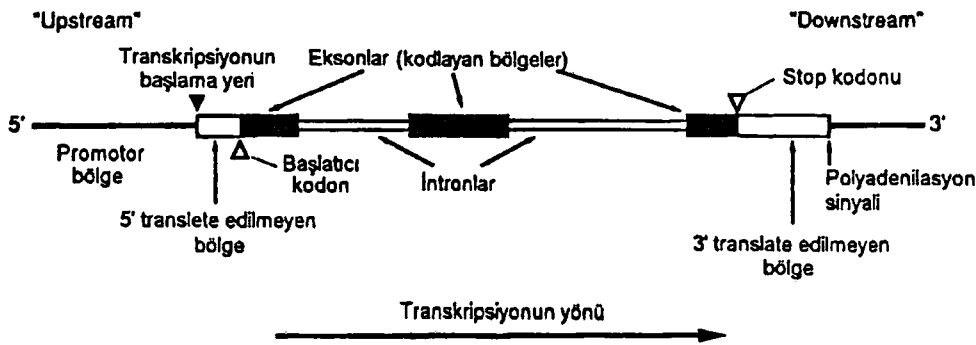 "Upstream"
"Downstream"
Transkripsiyonun
başlama yeri
Eksonlar (kodlayan bölgeler)
Stop kodonu
5'
3'
Promotor
bölge
Başlatıcı
kodon
İntronlar
Polyadenilasyon
sinyali
5' translete edilmeyen
bölge
3' translate edilmeyen
bölge
Transkripsiyonun yönü